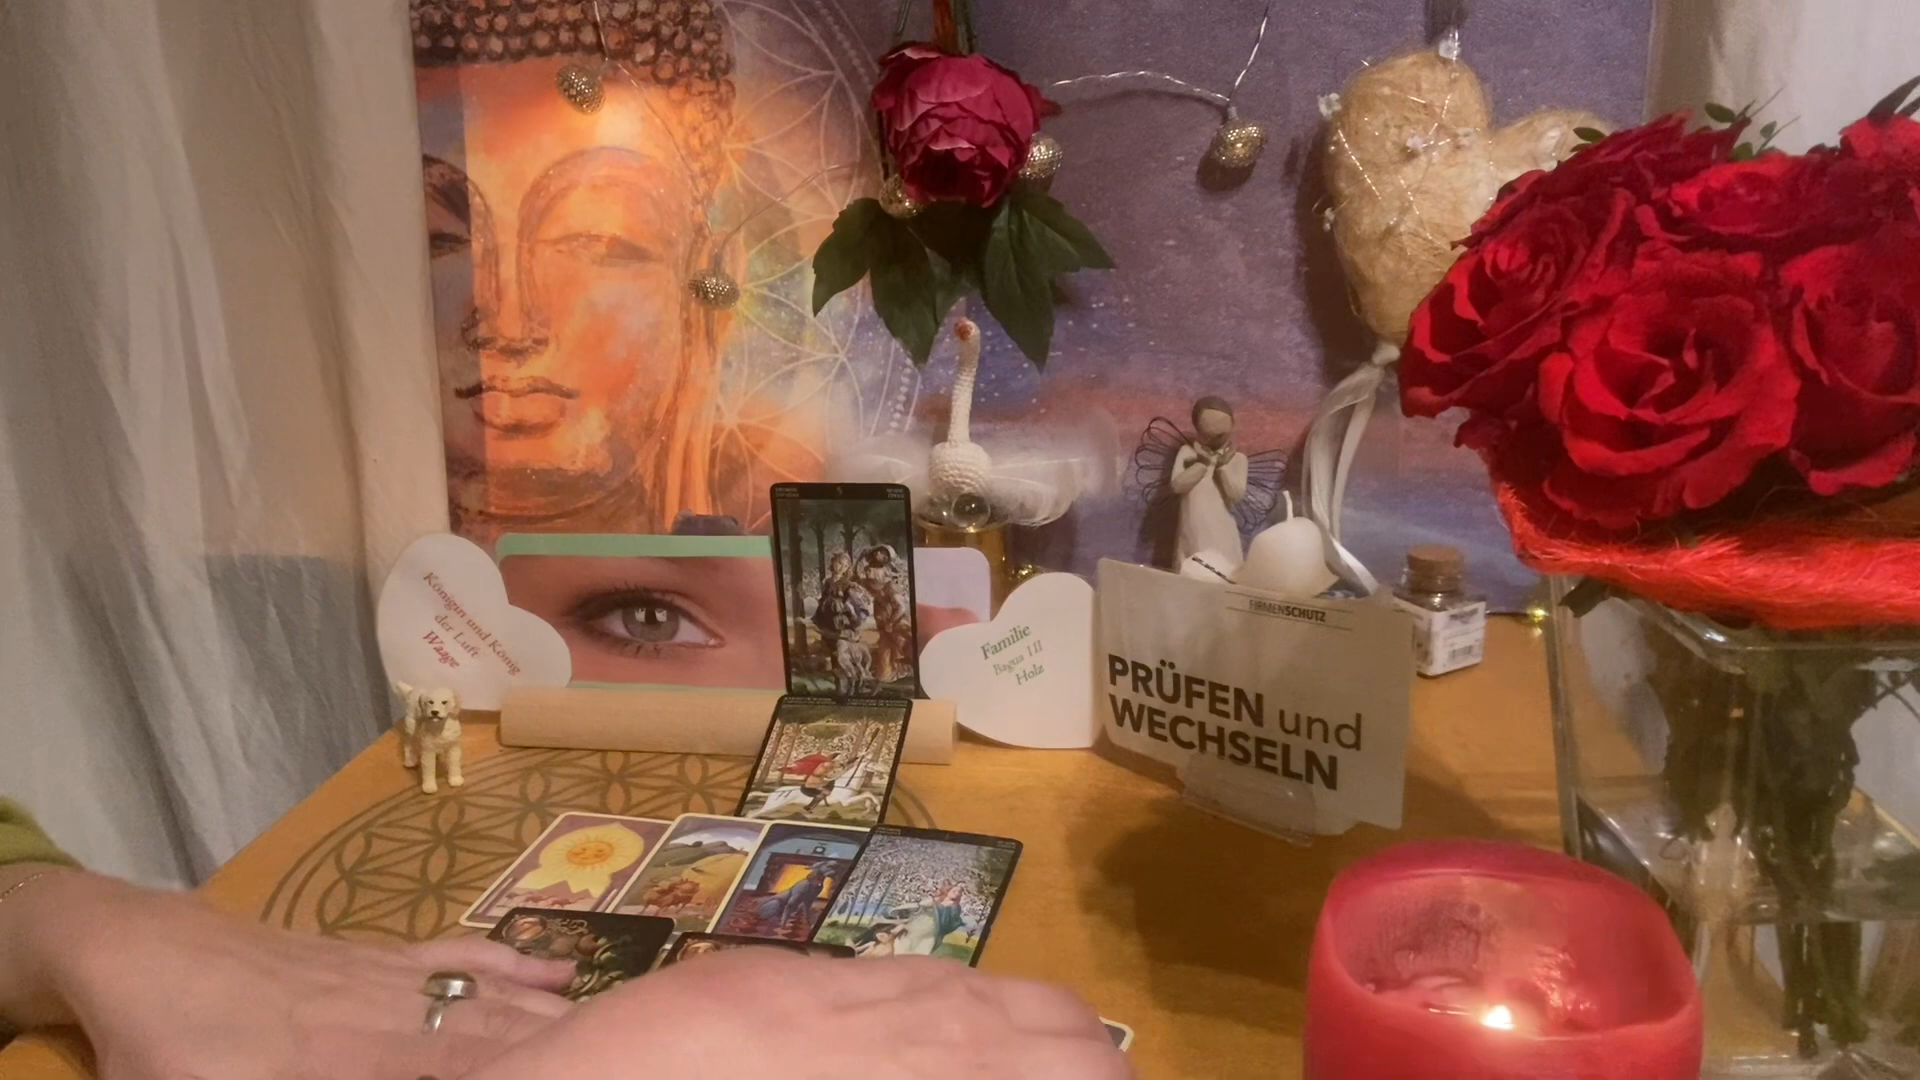 Königin und König
der Luft
Waage
Familie
Bagua III
Holz
FIRMENSCHUTZ
PRÜFEN und
WECHSELN